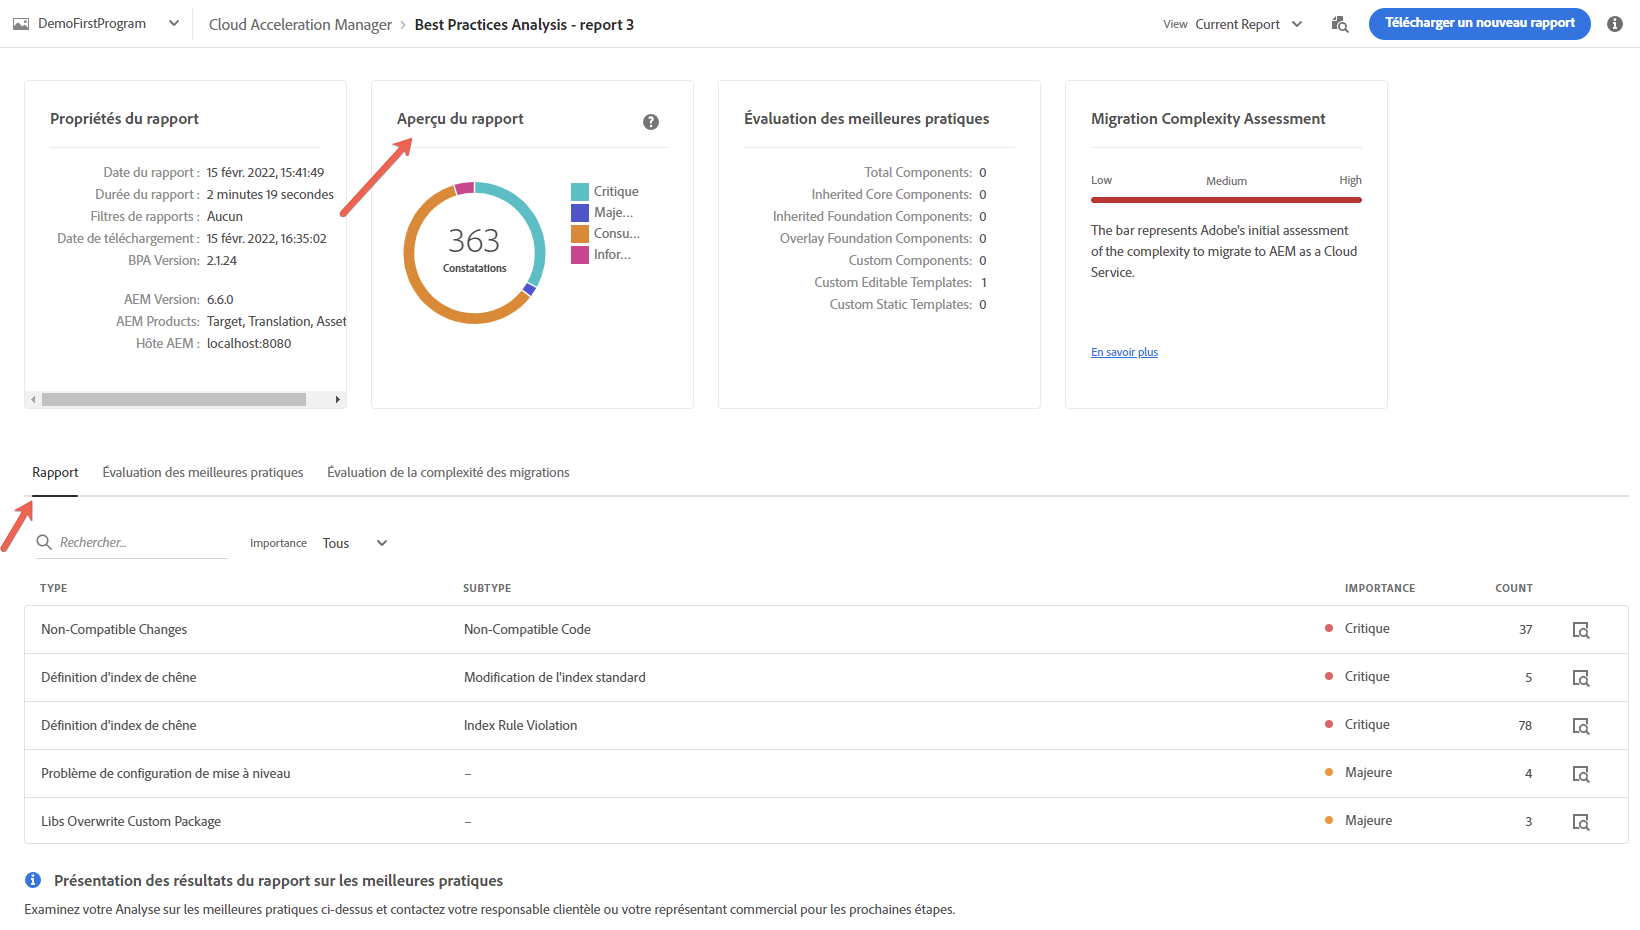 DemoFirstProgram
Cloud Acceleration Manager > Best Practices Analysis - report 3
View Current Report
Télécharger un nouveau rapport
Propriétés du rapport
Date du rapport : 15 févr. 2022, 15:41:49
Durée du rapport : 2 minutes 19 secondes
Filtres de rapports : Aucun
Date de téléchargement : 15 févr. 2022, 16:35:02
BPA Version: 2.1.24
AEM Version: 6.6.0
AEM Products: Target, Translation, Asset
Hôte AEM : localhost:8080
Aperçu du rapport
363
Constatations
Critique
Maje...
Consu...
Infor...
Évaluation des meilleures pratiques
Total Components: 0
Inherited Core Components: 0
Inherited Foundation Components: 0
Overlay Foundation Components: 0
Custom Components: 0
Custom Editable Templates: 1
Custom Static Templates: 0
Migration Complexity Assessment
Low Medium High
The bar represents Adobe's initial assessment
of the complexity to migrate to AEM as a Cloud
Service.
En savoir plus
Rapport Évaluation des meilleures pratiques Évaluation de la complexité des migrations
Rechercher... Importance Tous
TYPE SUBTYPE IMPORTANCE COUNT
Non-Compatible Changes Non-Compatible Code Critique 37
Définition d'index de chêne Modification de l'index standard Critique 5
Définition d'index de chêne Index Rule Violation Critique 78
Problème de configuration de mise à niveau – Majeure 4
Libs Overwrite Custom Package – Majeure 3
Présentation des résultats du rapport sur les meilleures pratiques
Examinez votre Analyse sur les meilleures pratiques ci-dessus et contactez votre responsable clientèle ou votre représentant commercial pour les prochaines étapes.